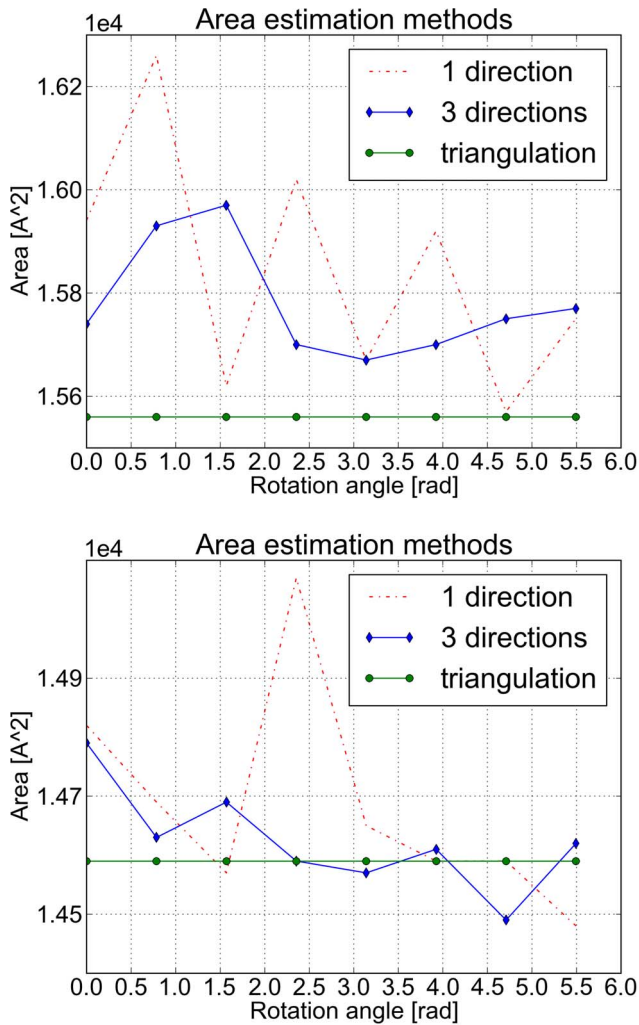 Area estimation methods
1e4
1 direction
3 directions
triangulation
1.62
1.60
1.58
1.56
Area [A^2]
0.0 0.5 1.0 1.5 2.0 2.5 3.0 3.5 4.0 4.5 5.0 5.5 6.0
Rotation angle [rad]
Area estimation methods
1e4
1 direction
3 directions
triangulation
1.49
1.47
1.45
Area [A^2]
0.0 0.5 1.0 1.5 2.0 2.5 3.0 3.5 4.0 4.5 5.0 5.5 6.0
Rotation angle [rad]